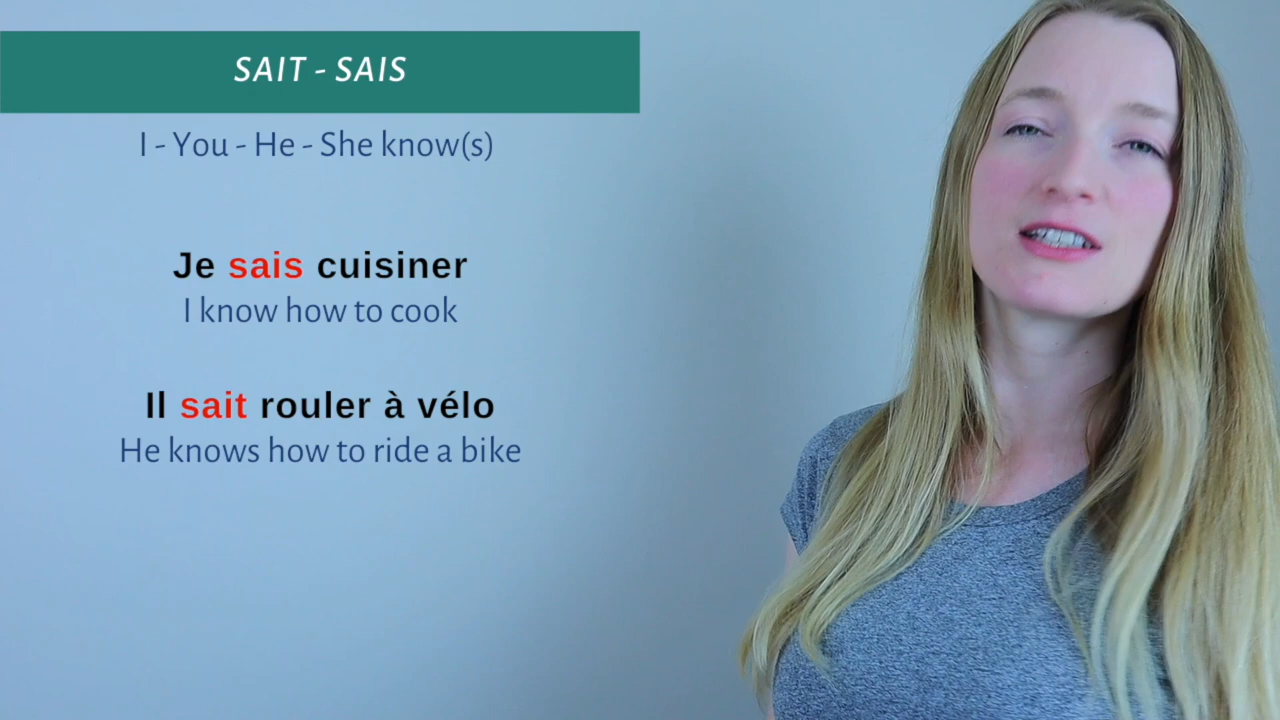 SAIT - SAIS
I - You - He - She know(s)
Je sais cuisiner
I know how to cook
Il sait rouler à vélo
He knows how to ride a bike